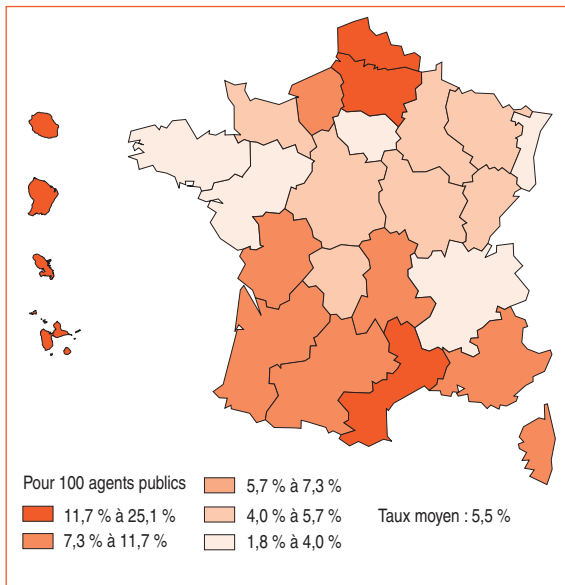 Pour 100 agents publics
11,7 % à 25,1 %
7,3 % à 11,7 %
5,7 % à 7,3 %
4,0 % à 5,7 %
1,8 % à 4,0 %
Taux moyen : 5,5 %